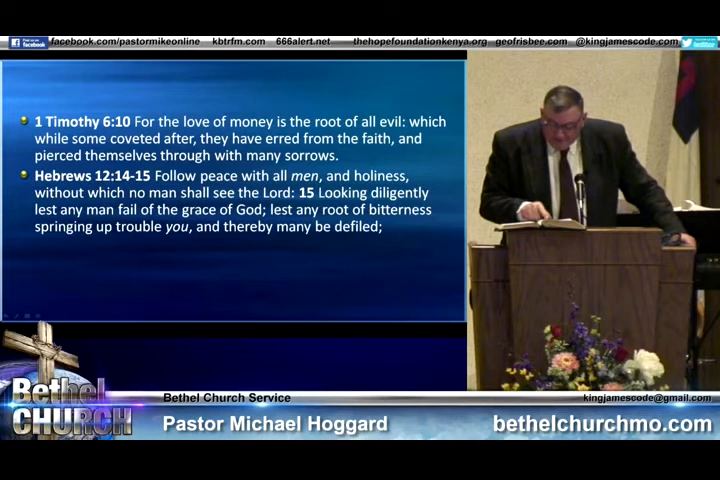 facebook.com/pastormikeonline kbtrfm.com 666alert.net thehopefoundationkenya.org geofrisbee.com @kingjamescode.com
1 Timothy 6:10 For the love of money is the root of all evil: which
while some coveted after, they have erred from the faith, and
pierced themselves through with many sorrows.
Hebrews 12:14-15 Follow peace with all men, and holiness,
without which no man shall see the Lord: 15 Looking diligently
lest any man fail of the grace of God; lest any root of bitterness
springing up trouble you, and thereby many be defiled;
Bethel
CHURCH
Bethel Church Service kingjamescode@gmail.com
Pastor Michael Hoggard bethelchurchmo.com